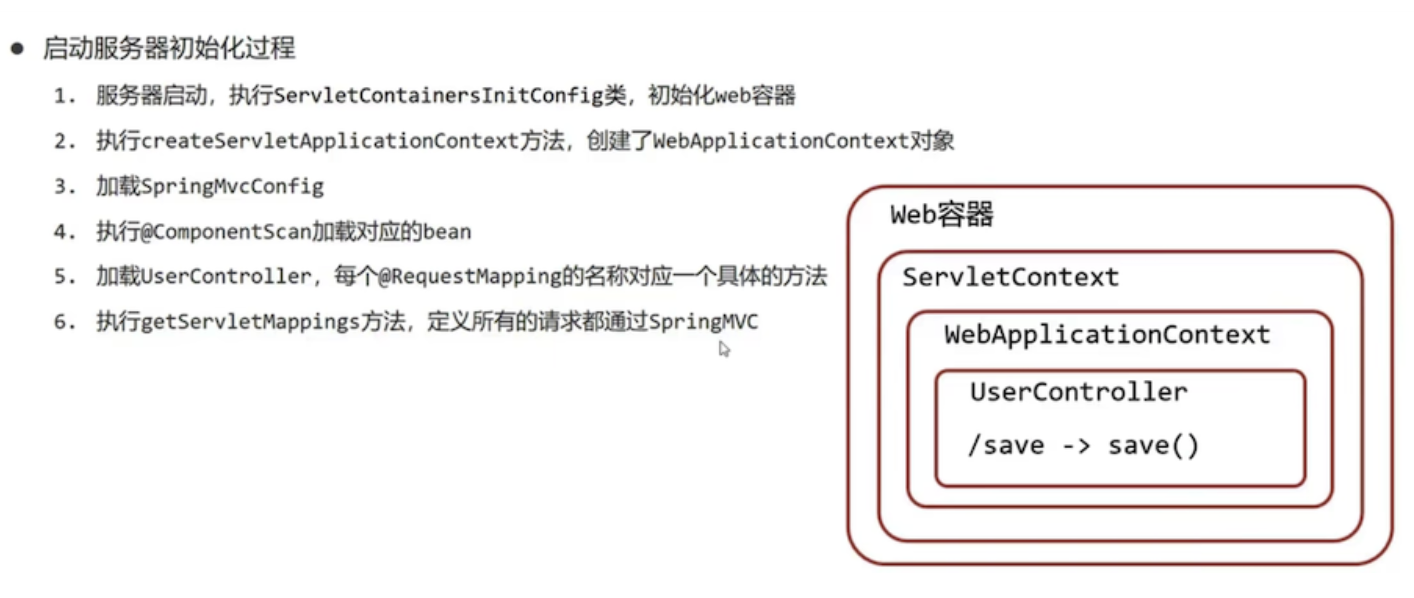 ● 启动服务器初始化过程
1. 服务器启动，执行ServletContainersInitConfig类，初始化web容器
2. 执行createServletApplicationContext方法，创建了WebApplicationContext对象
3. 加载SpringMvcConfig
4. 执行@ComponentScan加载对应的bean
5. 加载UserController，每个@RequestMapping的名称对应一个具体的方法
6. 执行getServletMappings方法，定义所有的请求都通过SpringMVC
Web容器
ServletContext
WebApplicationContext
UserController
/save -> save()